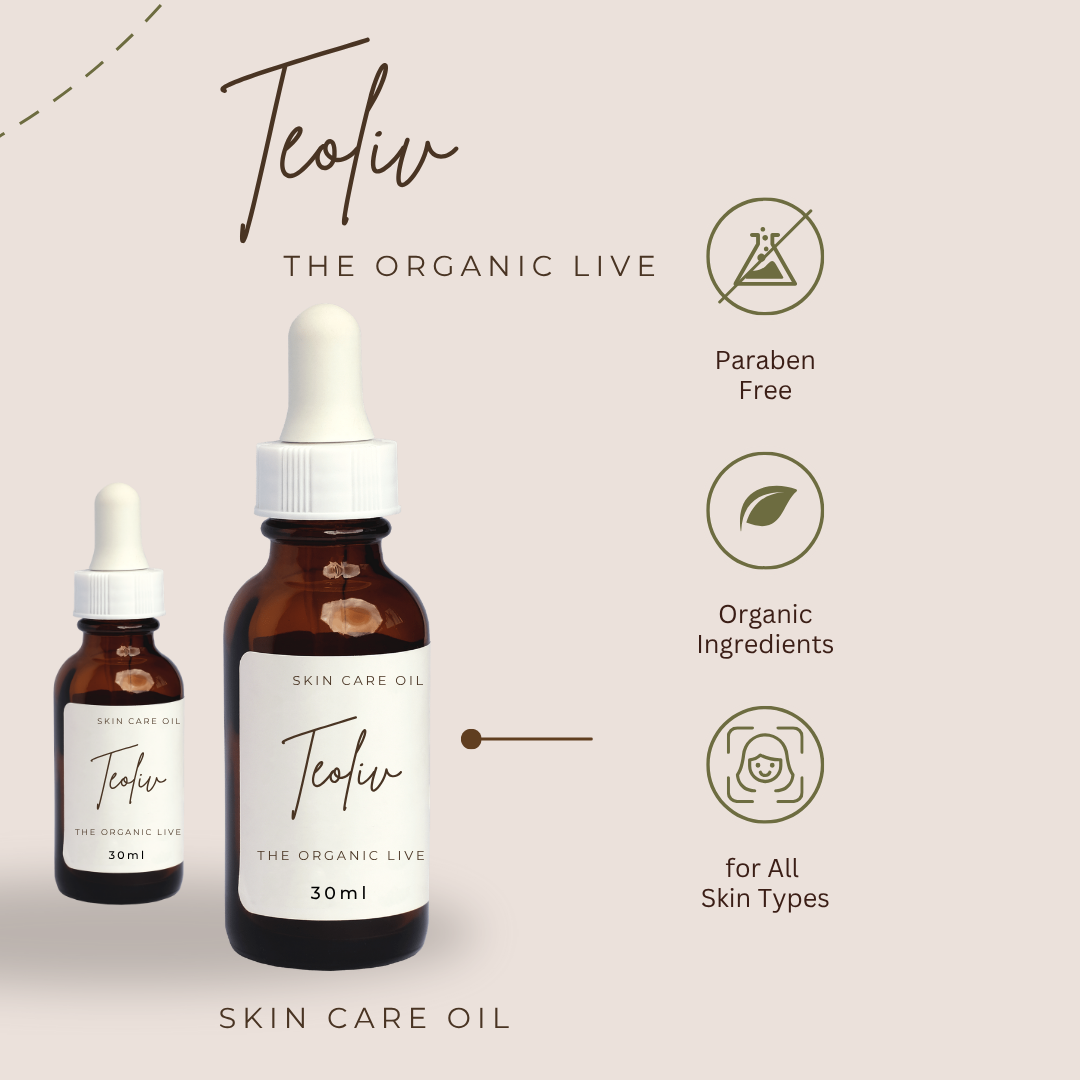 Teoliv
THE ORGANIC LIVE
Paraben
Free
Organic
Ingredients
for All
Skin Types
SKIN CARE OIL
Teoliv
THE ORGANIC LIVE
30ml
SKIN CARE OIL
Teoliv
THE ORGANIC LIVE
30ml
SKIN CARE OIL